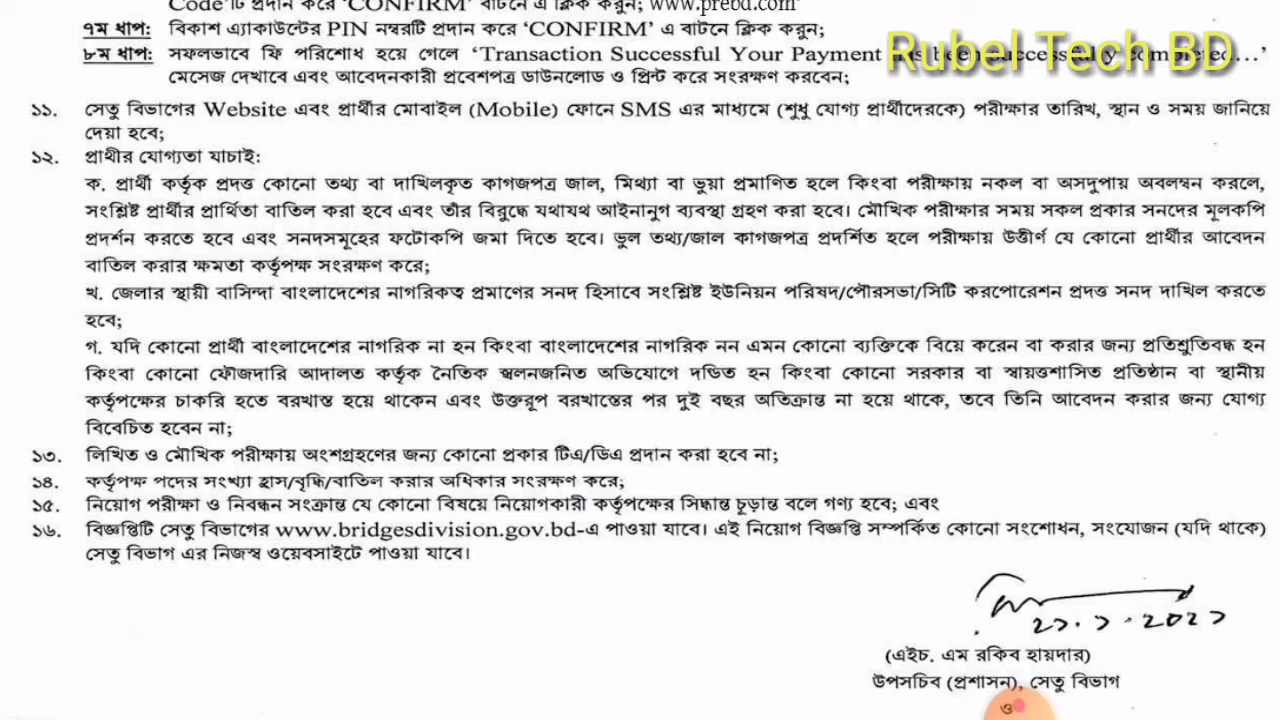 Code'টি প্রদান করে 'CONFIRM' বাটনে এ ক্লিক করুন; www.prebd.com
৭ম ধাপ: বিকাশ এ্যাকাউন্টের PIN নম্বরটি প্রদান করে 'CONFIRM' এ বাটনে ক্লিক করুন;
Rubel Tech BD
৮ম ধাপ: সফলভাবে ফি পরিশোধ হয়ে গেলে 'Transaction Successful Your Payment has been successfully completed...'
মেসেজ দেখাবে এবং আবেদনকারী প্রবেশপত্র ডাউনলোড ও প্রিন্ট করে সংরক্ষণ করবেন;
১১. সেতু বিভাগের Website এবং প্রার্থীর মোবাইল (Mobile) ফোনে SMS এর মাধ্যমে (শুধু যোগ্য প্রার্থীদেরকে) পরীক্ষার তারিখ, স্থান ও সময় জানিয়ে
দেয়া হবে;
১২. প্রার্থীর যোগ্যতা যাচাই:
ক. প্রার্থী কর্তৃক প্রদত্ত কোনো তথ্য বা দাখিলকৃত কাগজপত্র জাল, মিথ্যা বা ভুয়া প্রমাণিত হলে কিংবা পরীক্ষায় নকল বা অসদুপায় অবলম্বন করলে,
সংশ্লিষ্ট প্রার্থীর প্রার্থিতা বাতিল করা হবে এবং তাঁর বিরুদ্ধে যথাযথ আইনানুগ ব্যবস্থা গ্রহণ করা হবে। মৌখিক পরীক্ষার সময় সকল প্রকার সনদের মূলকপি
প্রদর্শন করতে হবে এবং সনদসমূহের ফটোকপি জমা দিতে হবে। ভুল তথ্য/জাল কাগজপত্র প্রদর্শিত হলে পরীক্ষায় উত্তীর্ণ যে কোনো প্রার্থীর আবেদন
বাতিল করার ক্ষমতা কর্তৃপক্ষ সংরক্ষণ করে;
খ. জেলার স্থায়ী বাসিন্দা বাংলাদেশের নাগরিকত্ব প্রমাণের সনদ হিসাবে সংশ্লিষ্ট ইউনিয়ন পরিষদ/পৌরসভা/সিটি করপোরেশন প্রদত্ত সনদ দাখিল করতে
হবে;
গ. যদি কোনো প্রার্থী বাংলাদেশের নাগরিক না হন কিংবা বাংলাদেশের নাগরিক নন এমন কোনো ব্যক্তিকে বিয়ে করেন বা করার জন্য প্রতিশ্রুতিবদ্ধ হন
কিংবা কোনো ফৌজদারি আদালত কর্তৃক নৈতিক স্খলনজনিত অভিযোগে দন্ডিত হন কিংবা কোনো সরকার বা স্বায়ত্তশাসিত প্রতিষ্ঠান বা স্থানীয়
কর্তৃপক্ষের চাকরি হতে বরখাস্ত হয়ে থাকেন এবং উক্তরূপ বরখাস্তের পর দুই বছর অতিক্রান্ত না হয়ে থাকে, তবে তিনি আবেদন করার জন্য যোগ্য
বিবেচিত হবেন না;
১৩. লিখিত ও মৌখিক পরীক্ষায় অংশগ্রহণের জন্য কোনো প্রকার টিএ/ডিএ প্রদান করা হবে না;
১৪. কর্তৃপক্ষ পদের সংখ্যা হ্রাস/বৃদ্ধি/বাতিল করার অধিকার সংরক্ষণ করে;
১৫. নিয়োগ পরীক্ষা ও নিবন্ধন সংক্রান্ত যে কোনো বিষয়ে নিয়োগকারী কর্তৃপক্ষের সিদ্ধান্ত চূড়ান্ত বলে গণ্য হবে; এবং
১৬. বিজ্ঞপ্তিটি সেতু বিভাগের www.bridgesdivision.gov.bd-এ পাওয়া যাবে। এই নিয়োগ বিজ্ঞপ্তি সম্পর্কিত কোনো সংশোধন, সংযোজন (যদি থাকে)
সেতু বিভাগ এর নিজস্ব ওয়েবসাইটে পাওয়া যাবে।
২১.১.২০২১
(এইচ. এম রকিব হায়দার)
উপসচিব (প্রশাসন), সেতু বিভাগ
৩